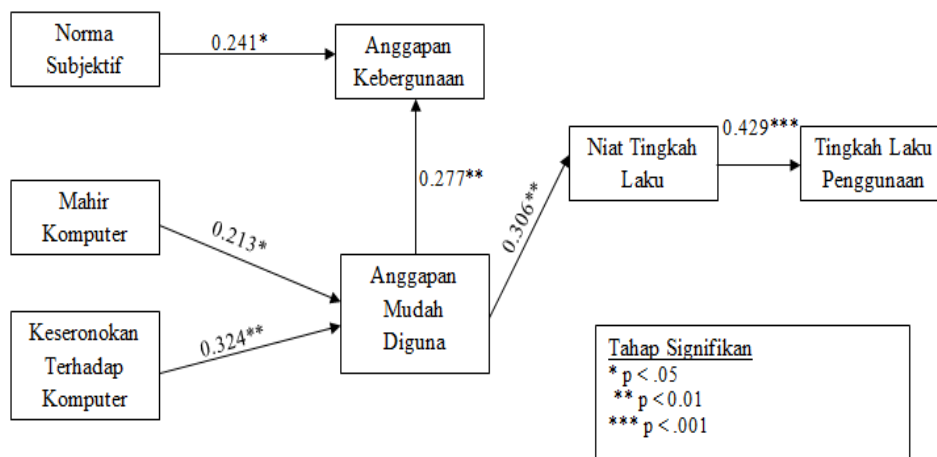 Norma
Subjektif
0.241*
Anggapan
Kebergunaan
0.277**
Niat Tingkah
Laku
0.429***
Tingkah Laku
Penggunaan
Mahir
Komputer
0.213*
0.306**
Anggapan
Mudah
Diguna
Keseronokan
Terhadap
Komputer
0.324**
Tahap Signifikan
* p < .05
** p < 0.01
*** p < .001